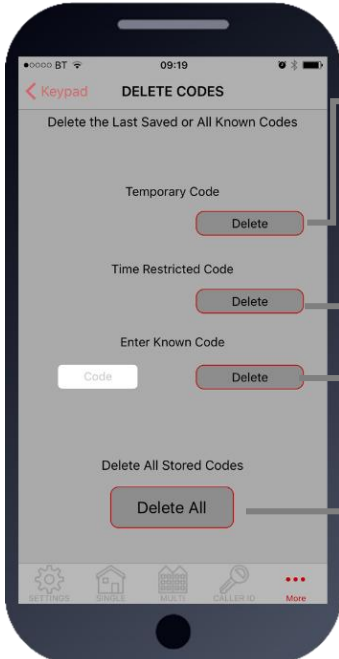 BT 09:19
Keypad DELETE CODES
Delete the Last Saved or All Known Codes
Temporary Code
Delete
Time Restricted Code
Delete
Enter Known Code
Code Delete
Delete All Stored Codes
Delete All
SETTINGS SINGLE MULTI CALLER ID More